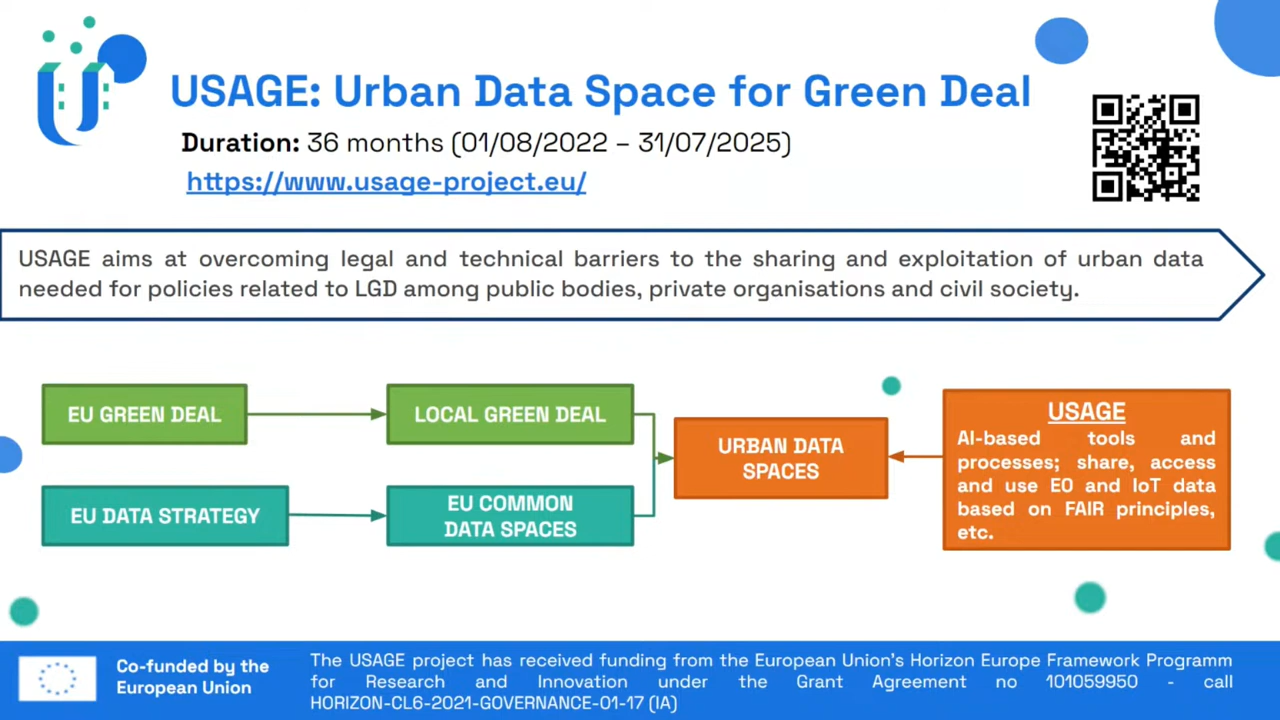 USAGE: Urban Data Space for Green Deal
Duration: 36 months (01/08/2022 – 31/07/2025)
https://www.usage-project.eu/
USAGE aims at overcoming legal and technical barriers to the sharing and exploitation of urban data
needed for policies related to LGD among public bodies, private organisations and civil society.
EU GREEN DEAL
LOCAL GREEN DEAL
EU DATA STRATEGY
EU COMMON
DATA SPACES
URBAN DATA
SPACES
USAGE
AI-based tools and
processes; share, access
and use EO and IoT data
based on FAIR principles,
etc.
Co-funded by the
European Union
The USAGE project has received funding from the European Union's Horizon Europe Framework Programm
for Research and Innovation under the Grant Agreement no 101059950 - call
HORIZON-CL6-2021-GOVERNANCE-01-17 (IA)